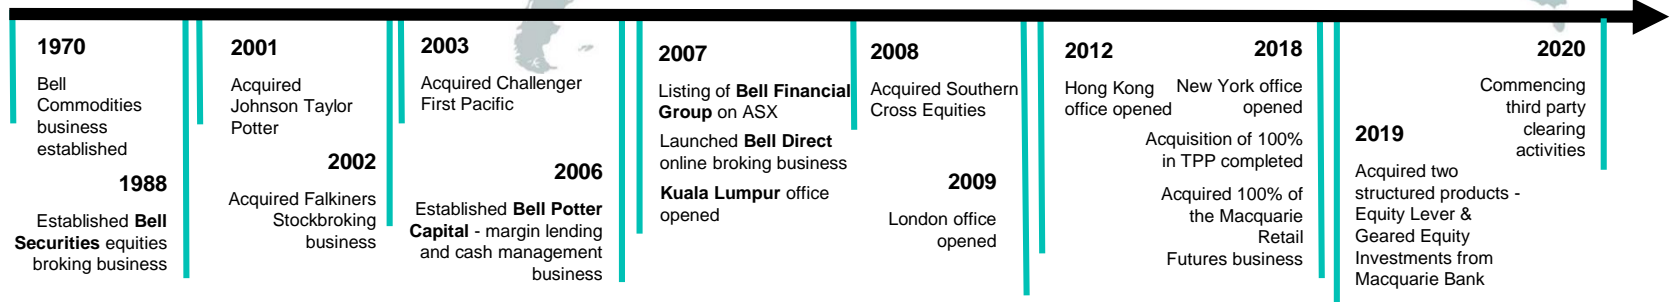 1970
Bell
Commodities
business
established
1988
Established Bell
Securities equities
broking business
2001
Acquired
Johnson Taylor
Potter
2002
Acquired Falkiners
Stockbroking
business
2003
Acquired Challenger
First Pacific
2006
Established Bell Potter
Capital - margin lending
and cash management
business
2007
Listing of Bell Financial
Group on ASX
Launched Bell Direct
online broking business
Kuala Lumpur office
opened
2008
Acquired Southern
Cross Equities
2009
London office
opened
2012
Hong Kong
office opened
2018
New York office
opened
Acquisition of 100%
in TPP completed
Acquired 100% of
the Macquarie
Retail
Futures business
2019
Acquired two
structured products -
Equity Lever &
Geared Equity
Investments from
Macquarie Bank
2020
Commencing
third party
clearing
activities